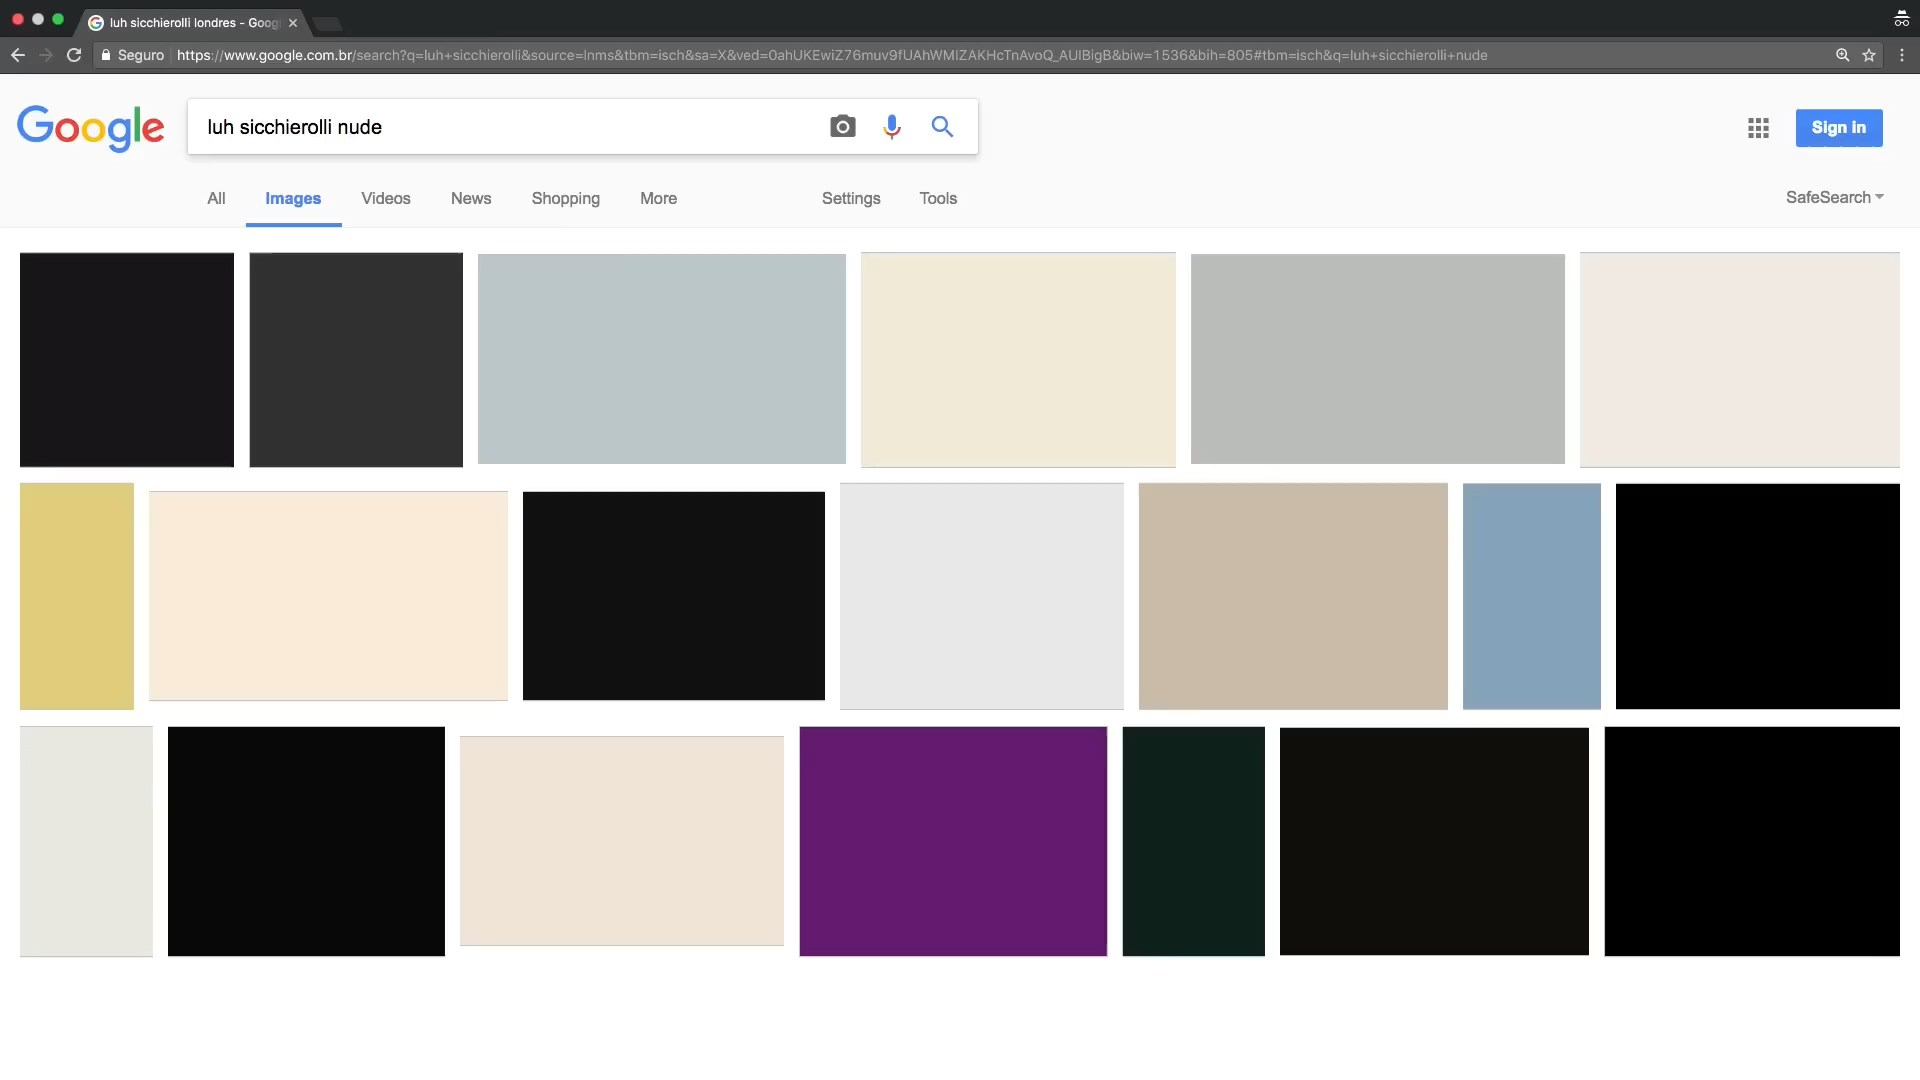 luh sicchierolli londres - Goog
Seguro
https://www.google.com.br/search?q=luh+sicchierolli&source=lnms&tbm=isch&sa=X&ved=0ahUKEwiZ76muv9fUAhWMIZAKHcTnAvoQ_AUIBigB&biw=1536&bih=805#tbm=isch&q=luh+sicchierolli+nude
Google
luh sicchierolli nude
Sign in
All Images Videos News Shopping More Settings Tools SafeSearch